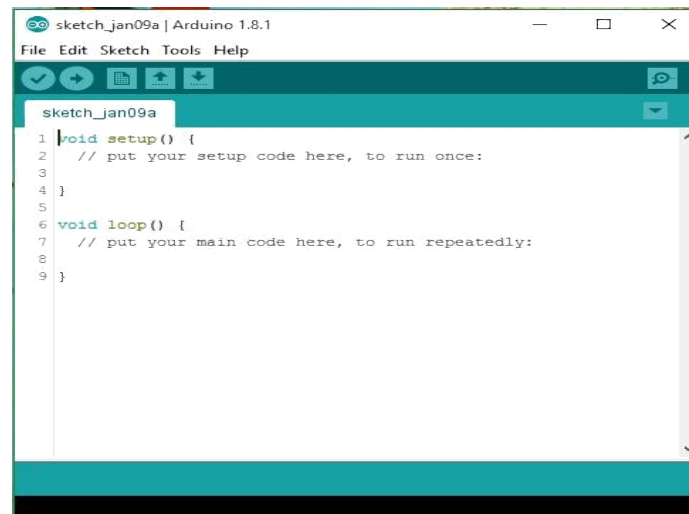 sketch_jan09a | Arduino 1.8.1
File Edit Sketch Tools Help
sketch_jan09a
1 void setup() {
2 // put your setup code here, to run once:
3
4 }
5
6 void loop() {
7 // put your main code here, to run repeatedly:
8
9 }